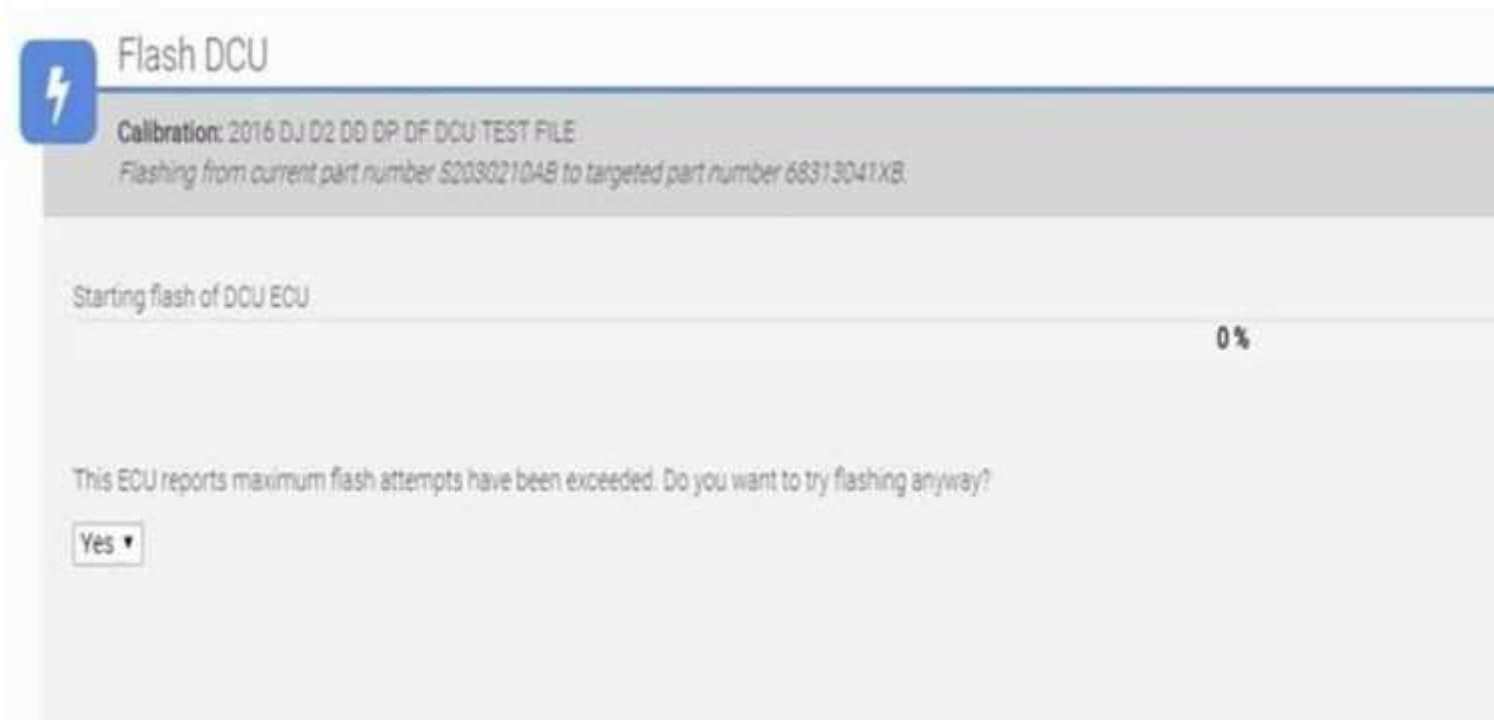 Flash DCU
Calibration: 2016 DJ D2 DD DP DF DCU TEST FILE
Flashing from current part number S2030210AB to targeted part number 68313041XB.
Starting flash of DCU ECU
0 %
This ECU reports maximum flash attempts have been exceeded. Do you want to try flashing anyway?
Yes